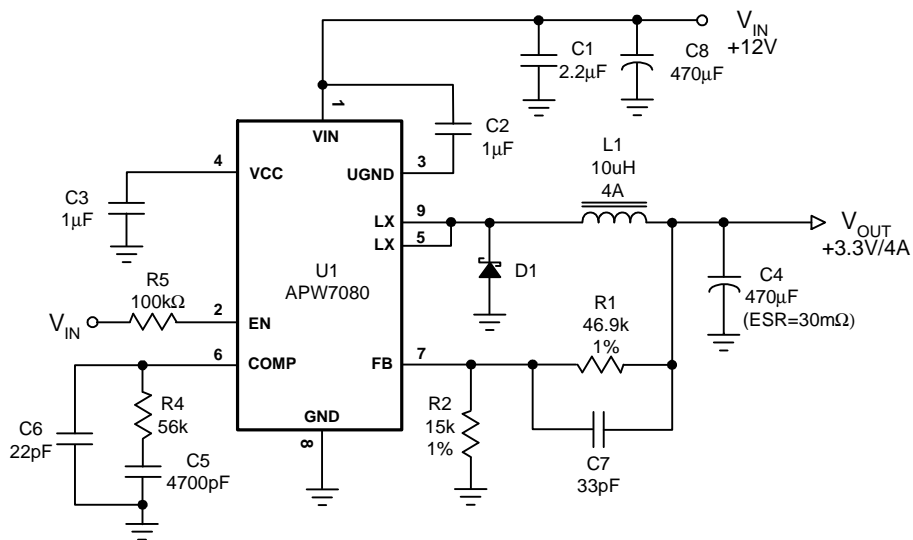 V_IN
+12V
C1
2.2μF
C8
470μF
1
VIN
C2
1μF
4
VCC
UGND
3
C3
1μF
L1
10uH
4A
LX
9
LX
5
V_OUT
+3.3V/4A
U1
APW7080
D1
C4
470μF
(ESR=30mΩ)
R5
100kΩ
V_IN
2
EN
R1
46.9k
1%
6
COMP
FB
7
R4
56k
R2
15k
1%
C6
22pF
C5
4700pF
GND
8
C7
33pF